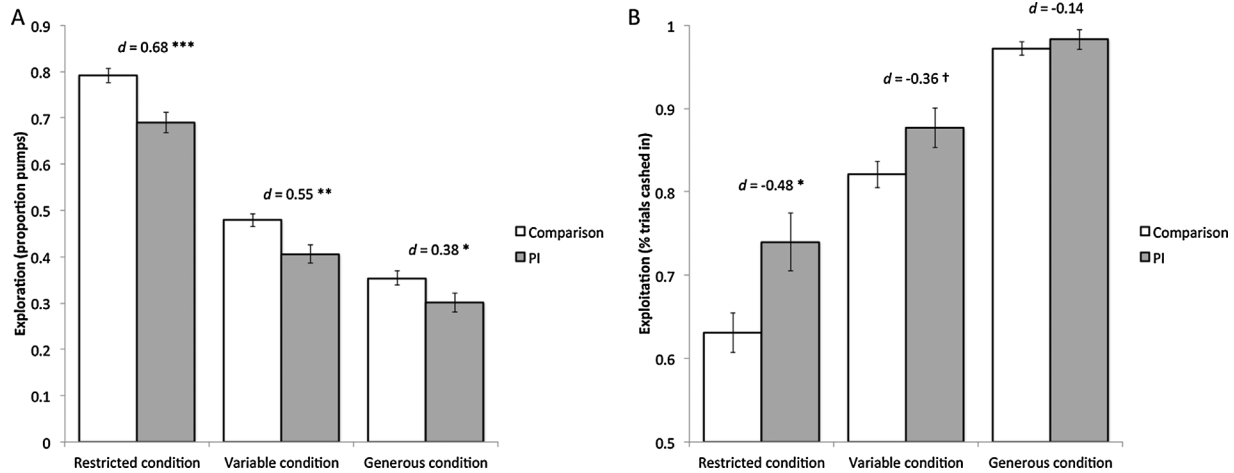 A
Exploration (proportion pumps)
0.9
0.8
0.7
0.6
0.5
0.4
0.3
0.2
0.1
0
d = 0.68 ***
d = 0.55 **
d = 0.38 *
Restricted condition
Variable condition
Generous condition
Comparison
PI
B
Exploitation (% trials cashed in)
1
0.9
0.8
0.7
0.6
0.5
d = -0.48 *
d = -0.36 †
d = -0.14
Restricted condition
Variable condition
Generous condition
Comparison
PI